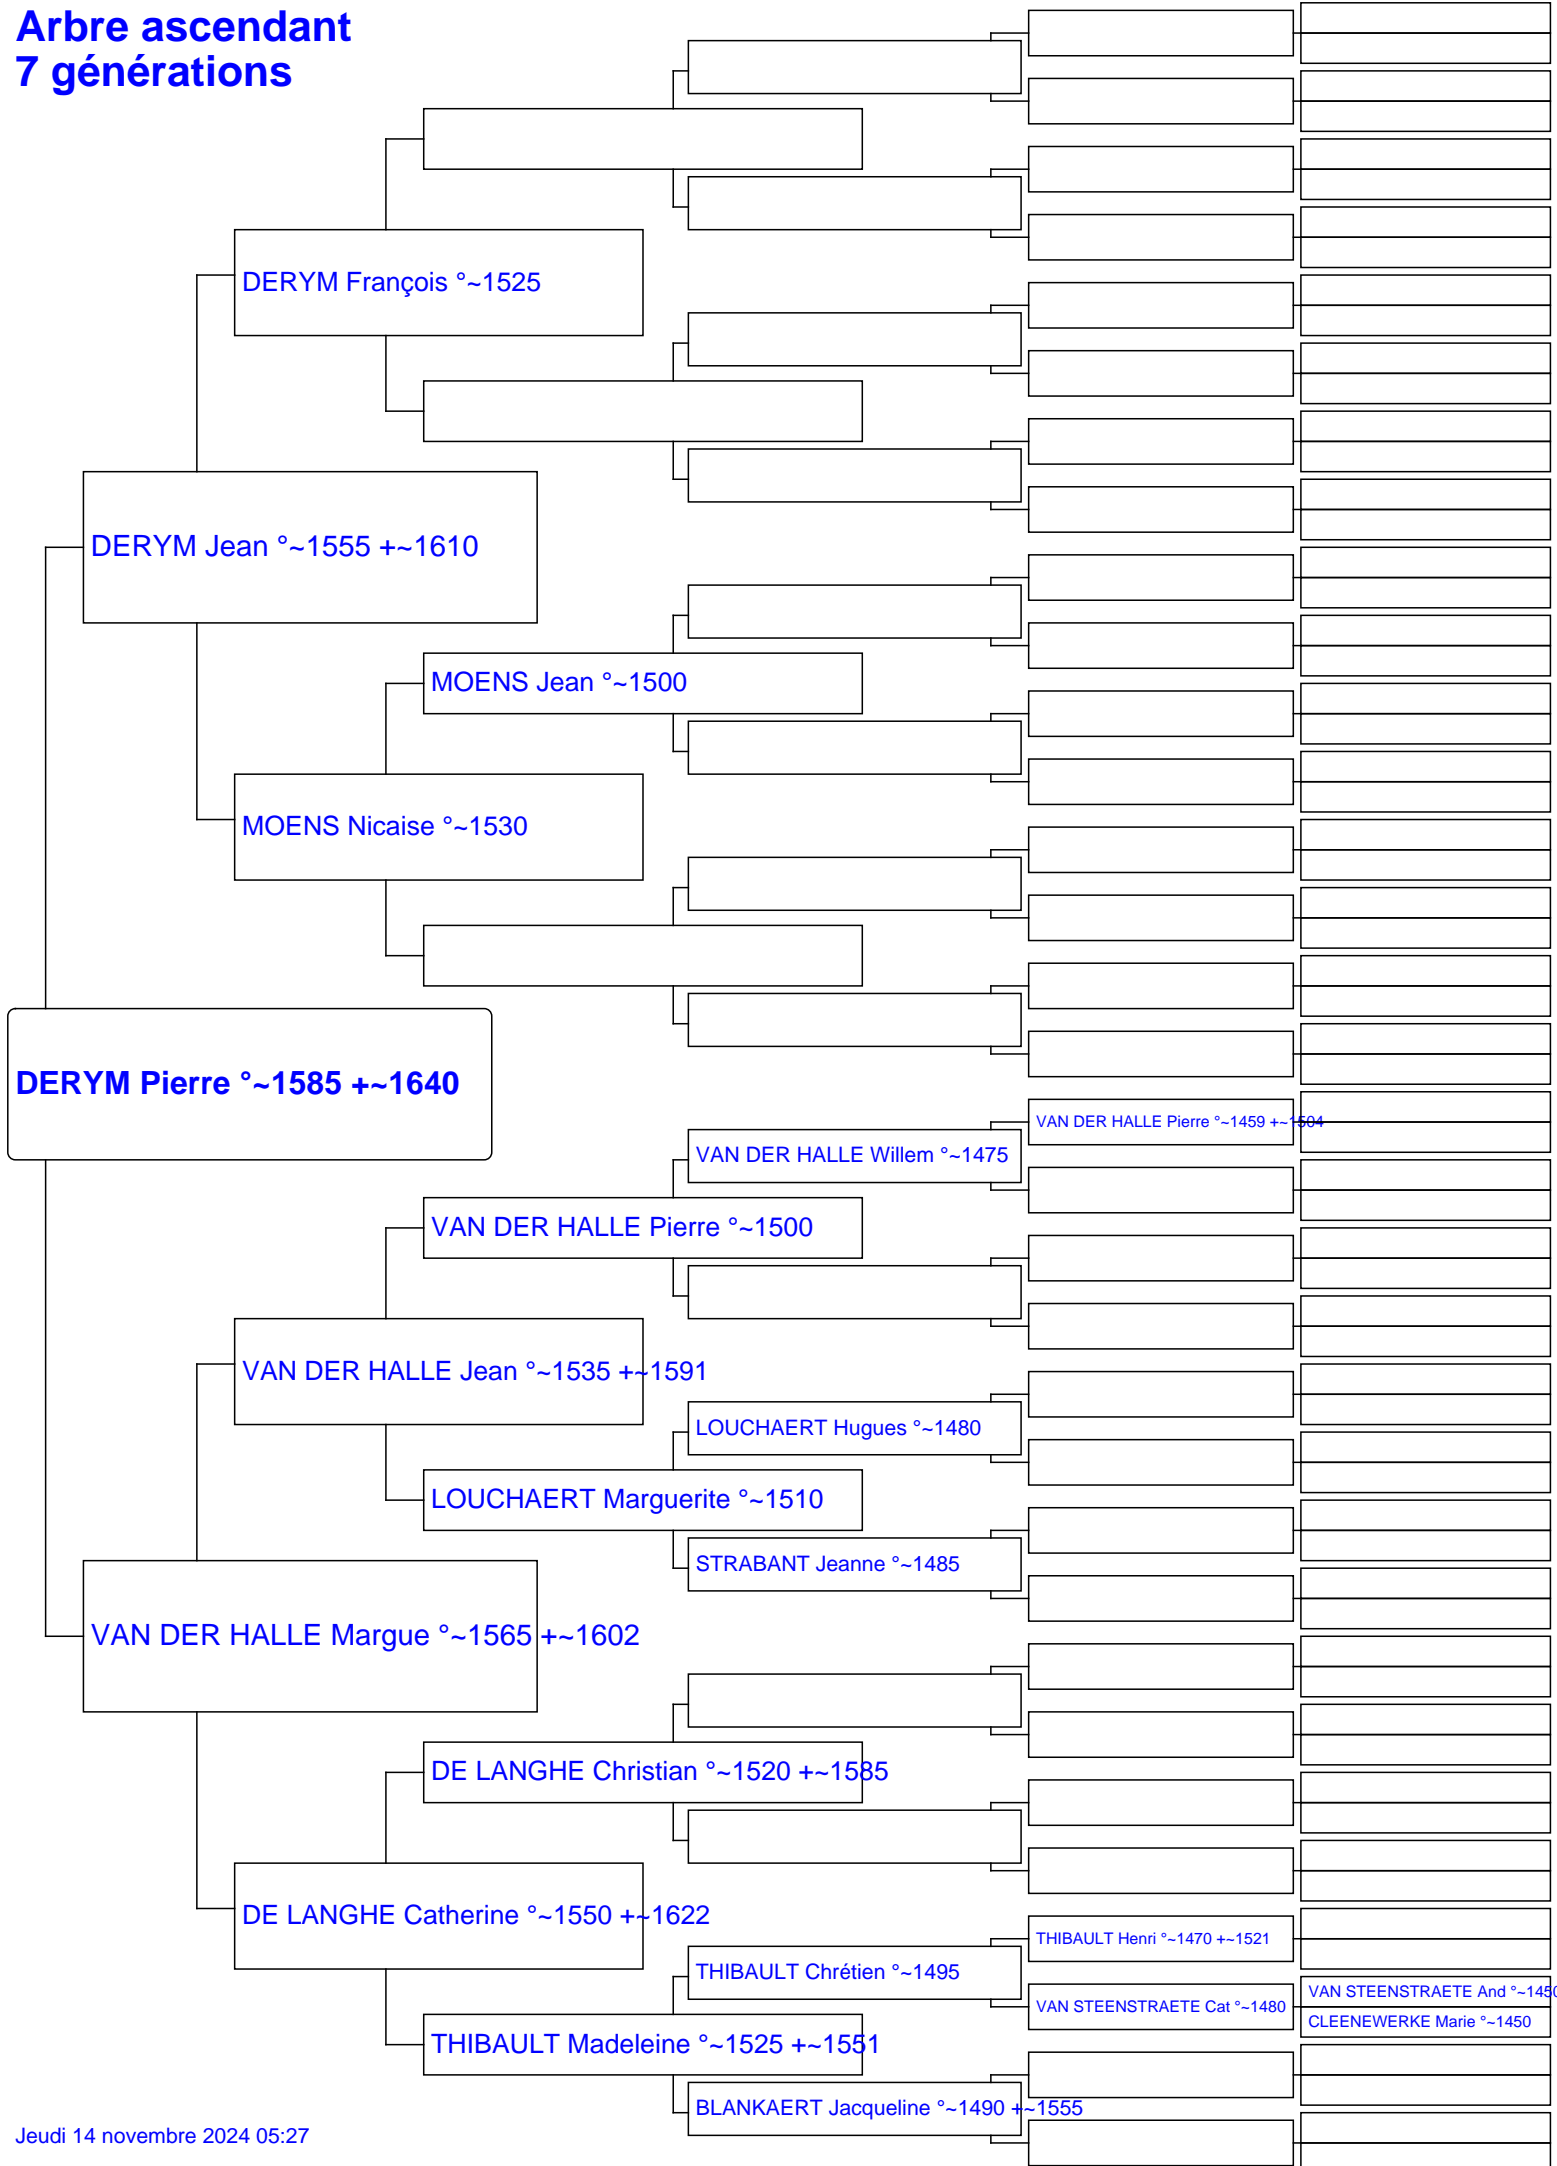 Arbre ascendant
7 générations
DERYM François °~1525
DERYM Jean °~1555 +~1610
MOENS Jean °~1500
MOENS Nicaise °~1530
DERYM Pierre °~1585 +~1640
VAN DER HALLE Pierre °~1459 +~1504
VAN DER HALLE Willem °~1475
VAN DER HALLE Pierre °~1500
VAN DER HALLE Jean °~1535 +~1591
LOUCHAERT Hugues °~1480
LOUCHAERT Marguerite °~1510
STRABANT Jeanne °~1485
VAN DER HALLE Margue °~1565 +~1602
DE LANGHE Christian °~1520 +~1585
DE LANGHE Catherine °~1550 +~1622
THIBAULT Henri °~1470 +~1521
THIBAULT Chrétien °~1495
VAN STEENSTRAETE And °~1450
VAN STEENSTRAETE Cat °~1480
CLEENEWERKE Marie °~1450
THIBAULT Madeleine °~1525 +~1551
BLANKAERT Jacqueline °~1490 +~1555
Jeudi 14 novembre 2024 05:27